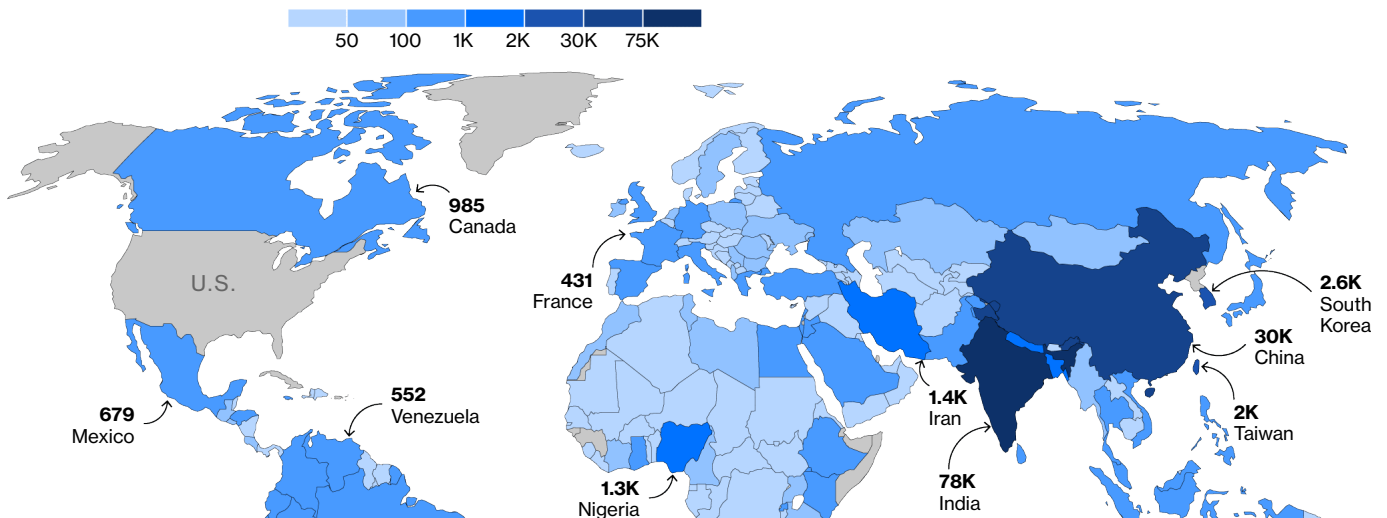 50 100 1K 2K 30K 75K
985
Canada
U.S.
431
France
2.6K
South
Korea
30K
China
679
Mexico
552
Venezuela
1.4K
Iran
2K
Taiwan
1.3K
Nigeria
78K
India